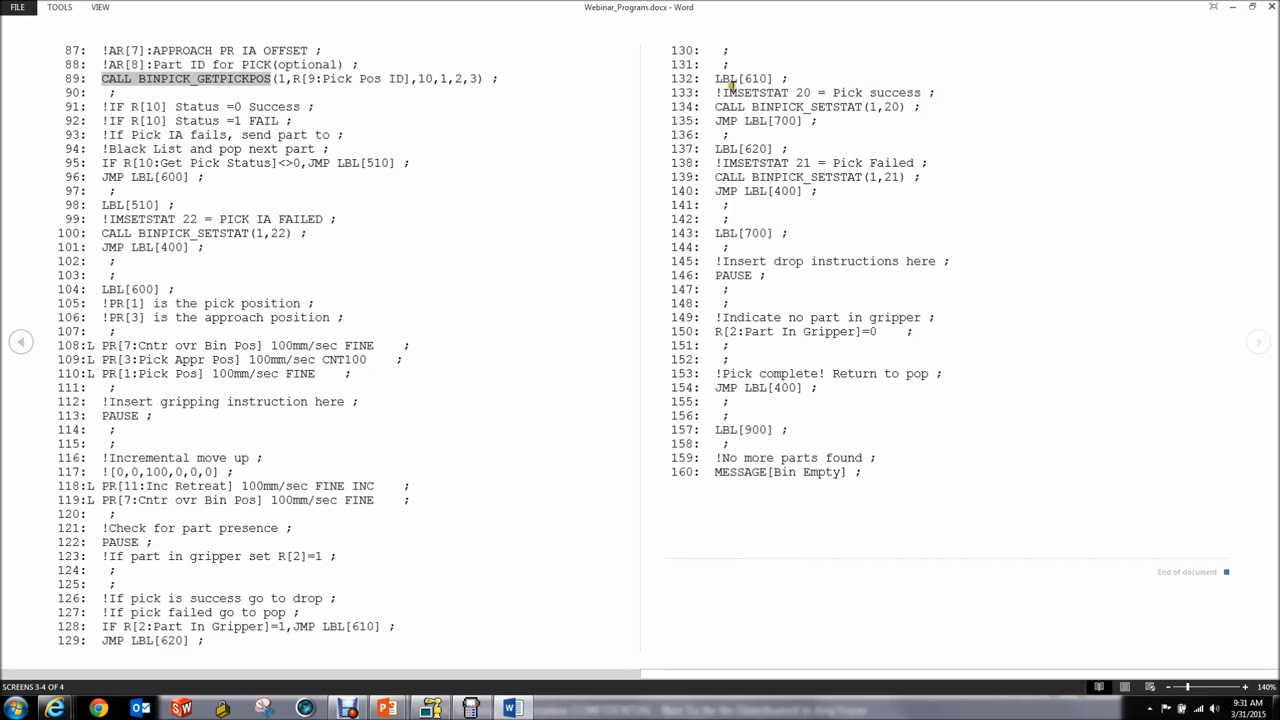 FILE TOOLS VIEW Webinar_Program.docx - Word
87: !AR[7]:APPROACH PR IA OFFSET ;
88: !AR[8]:Part ID for PICK(optional) ;
89: CALL BINPICK_GETPICKPOS(1,R[9:Pick Pos ID],10,1,2,3) ;
90: ;
91: !IF R[10] Status =0 Success ;
92: !IF R[10] Status =1 FAIL ;
93: !If Pick IA fails, send part to ;
94: !Black List and pop next part ;
95: IF R[10:Get Pick Status]<>0,JMP LBL[510] ;
96: JMP LBL[600] ;
97: ;
98: LBL[510] ;
99: !IMSETSTAT 22 = PICK IA FAILED ;
100: CALL BINPICK_SETSTAT(1,22) ;
101: JMP LBL[400] ;
102: ;
103: ;
104: LBL[600] ;
105: !PR[1] is the pick position ;
106: !PR[3] is the approach position ;
107: ;
108:L PR[7:Cntr ovr Bin Pos] 100mm/sec FINE ;
109:L PR[3:Pick Appr Pos] 100mm/sec CNT100 ;
110:L PR[1:Pick Pos] 100mm/sec FINE ;
111: ;
112: !Insert gripping instruction here ;
113: PAUSE ;
114: ;
115: ;
116: !Incremental move up ;
117: ![0,0,100,0,0,0] ;
118:L PR[11:Inc Retreat] 100mm/sec FINE INC ;
119:L PR[7:Cntr ovr Bin Pos] 100mm/sec FINE ;
120: ;
121: !Check for part presence ;
122: PAUSE ;
123: !If part in gripper set R[2]=1 ;
124: ;
125: ;
126: !If pick is success go to drop ;
127: !If pick failed go to pop ;
128: IF R[2:Part In Gripper]=1,JMP LBL[610] ;
129: JMP LBL[620] ;
130: ;
131: ;
132: LBL[610] ;
133: !IMSETSTAT 20 = Pick success ;
134: CALL BINPICK_SETSTAT(1,20) ;
135: JMP LBL[700] ;
136: ;
137: LBL[620] ;
138: !IMSETSTAT 21 = Pick Failed ;
139: CALL BINPICK_SETSTAT(1,21) ;
140: JMP LBL[400] ;
141: ;
142: ;
143: LBL[700] ;
144: ;
145: !Insert drop instructions here ;
146: PAUSE ;
147: ;
148: ;
149: !Indicate no part in gripper ;
150: R[2:Part In Gripper]=0 ;
151: ;
152: ;
153: !Pick complete! Return to pop ;
154: JMP LBL[400] ;
155: ;
156: ;
157: LBL[900] ;
158: ;
159: !No more parts found ;
160: MESSAGE[Bin Empty] ;
End of document
SCREENS 3-4 OF 4 140%
9:31 AM
3/31/2015